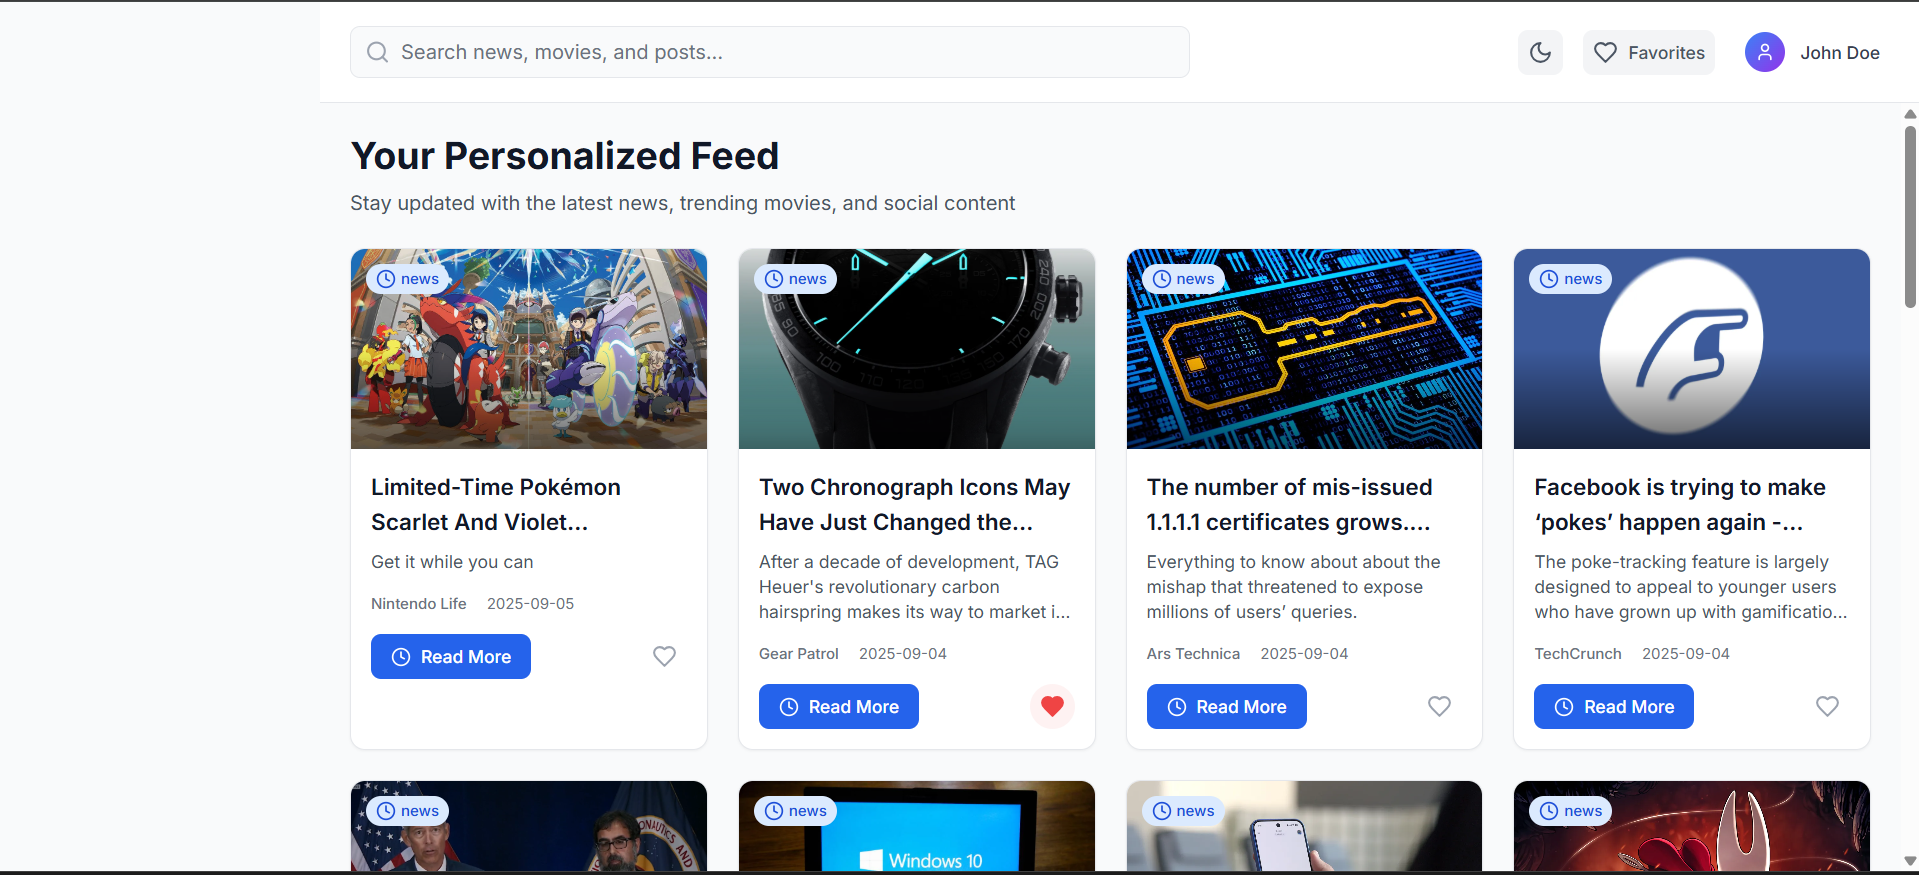 Search news, movies, and posts...
Favorites
John Doe
Your Personalized Feed
Stay updated with the latest news, trending movies, and social content
news
Limited-Time Pokémon
Scarlet And Violet...
Get it while you can
Nintendo Life 2025-09-05
Read More
news
Two Chronograph Icons May
Have Just Changed the...
After a decade of development, TAG
Heuer's revolutionary carbon
hairspring makes its way to market i...
Gear Patrol 2025-09-04
Read More
news
The number of mis-issued
1.1.1.1 certificates grows....
Everything to know about about the
mishap that threatened to expose
millions of users’ queries.
Ars Technica 2025-09-04
Read More
news
Facebook is trying to make
‘pokes’ happen again -...
The poke-tracking feature is largely
designed to appeal to younger users
who have grown up with gamificatio...
TechCrunch 2025-09-04
Read More
news
news
Windows 10
news
news